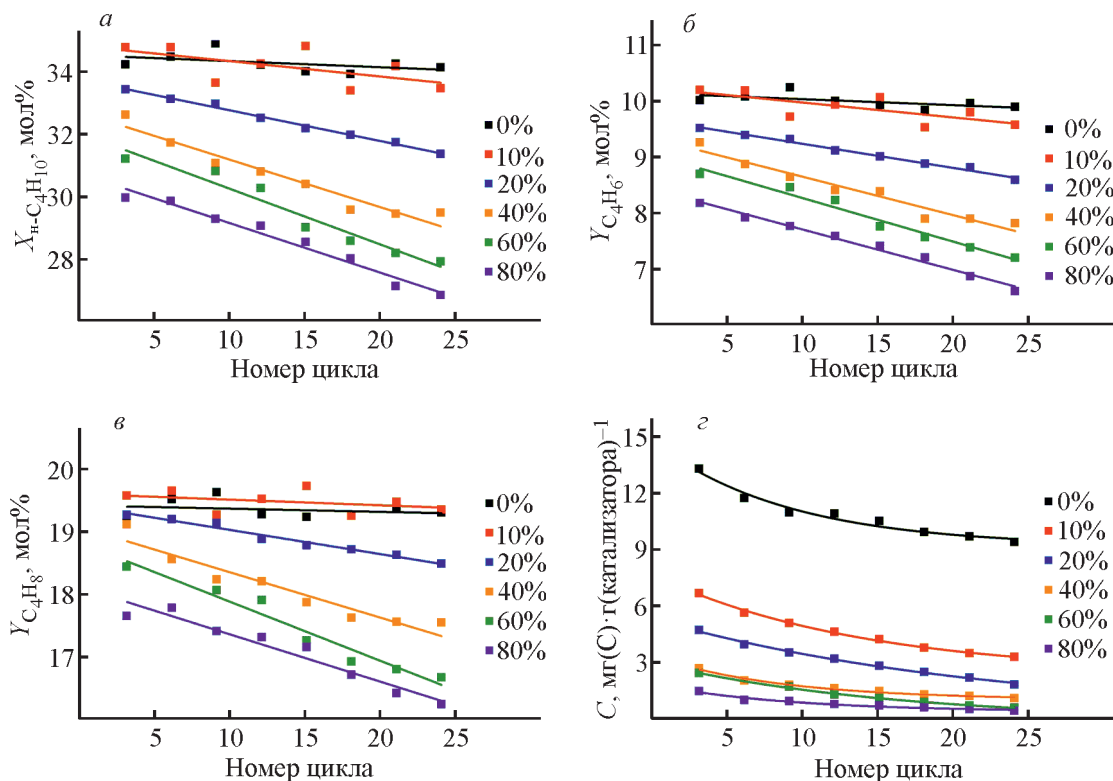 а
X н-C4H10, мол%
34
32
30
28
5 10 15 20 25
Номер цикла
0%
10%
20%
40%
60%
80%
б
YC4H6, мол%
11
10
9
8
7
5 10 15 20 25
Номер цикла
0%
10%
20%
40%
60%
80%
в
YC4H8, мол%
20
19
18
17
5 10 15 20 25
Номер цикла
0%
10%
20%
40%
60%
80%
г
C, мг(C)·г(катализатора)–1
15
12
9
6
3
5 10 15 20 25
Номер цикла
0%
10%
20%
40%
60%
80%